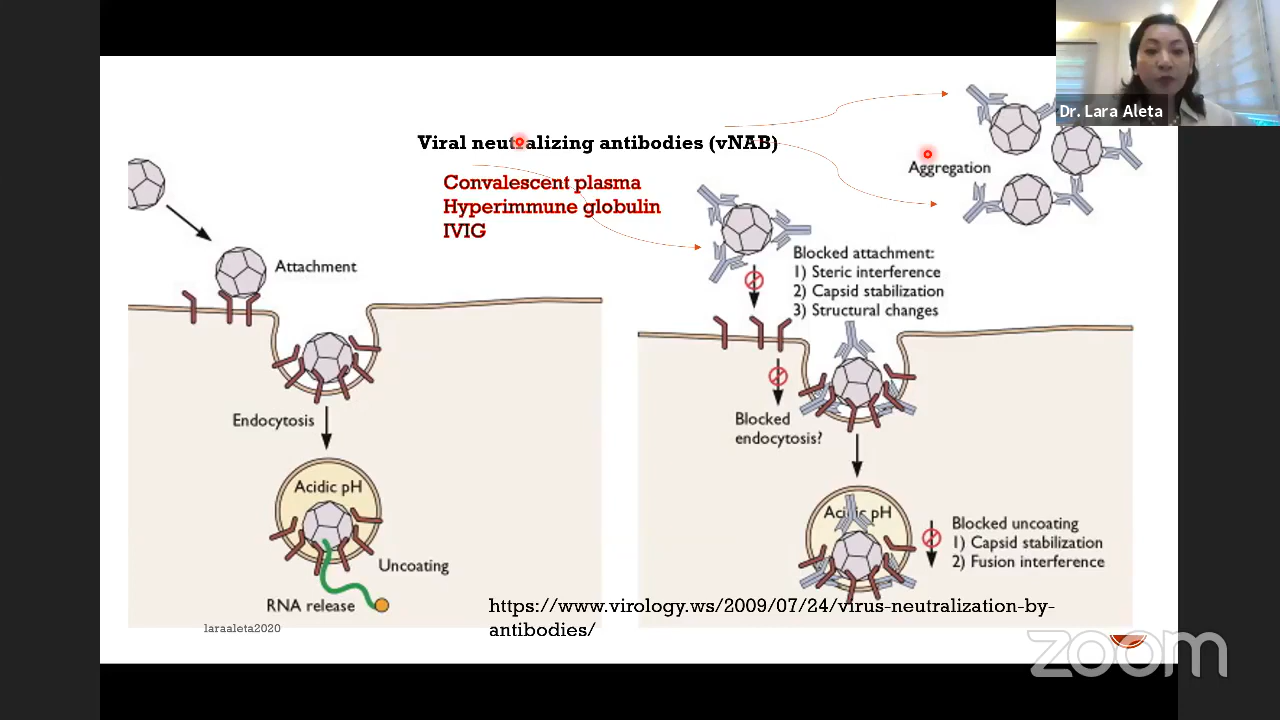 Dr. Lara Aleta
Viral neutralizing antibodies (vNAB)
Aggregation
Convalescent plasma
Hyperimmune globulin
IVIG
Attachment
Blocked attachment:
1) Steric interference
2) Capsid stabilization
3) Structural changes
Endocytosis
Blocked
endocytosis?
Acidic pH
Acidic pH
Blocked uncoating
1) Capsid stabilization
2) Fusion interference
Uncoating
RNA release
https://www.virology.ws/2009/07/24/virus-neutralization-by-
antibodies/
laraaleta2020
zoom